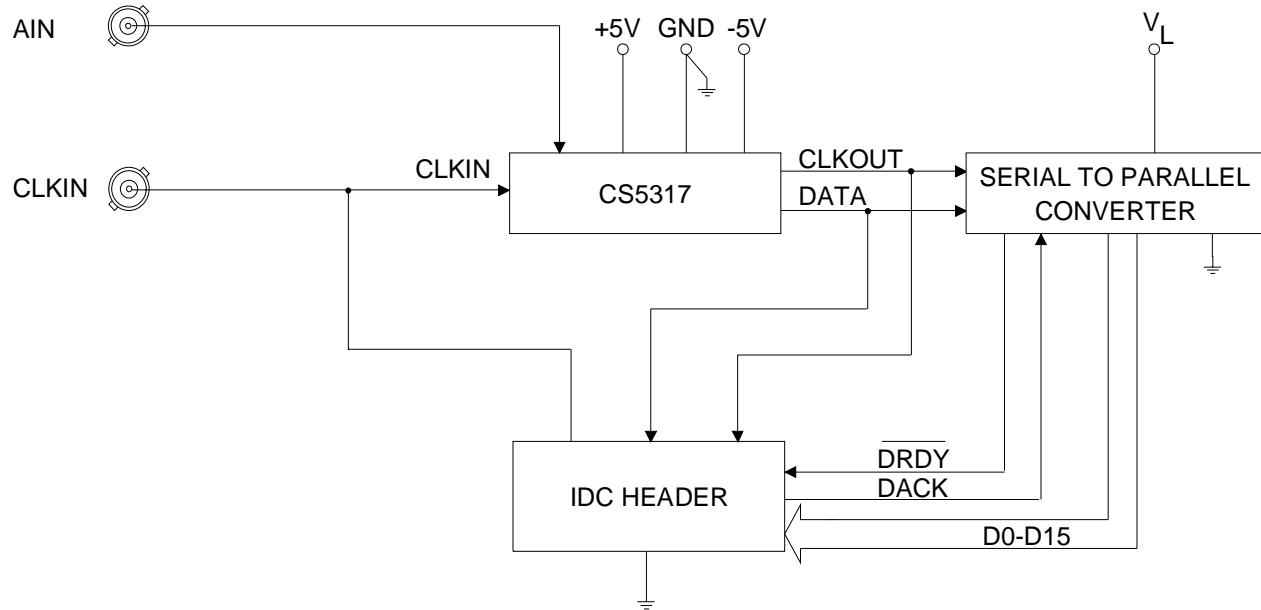 AIN
+5V GND -5V
VL
CLKIN
CLKIN
CS5317
CLKOUT
DATA
SERIAL TO PARALLEL
CONVERTER
IDC HEADER
DRDY
DACK
D0-D15